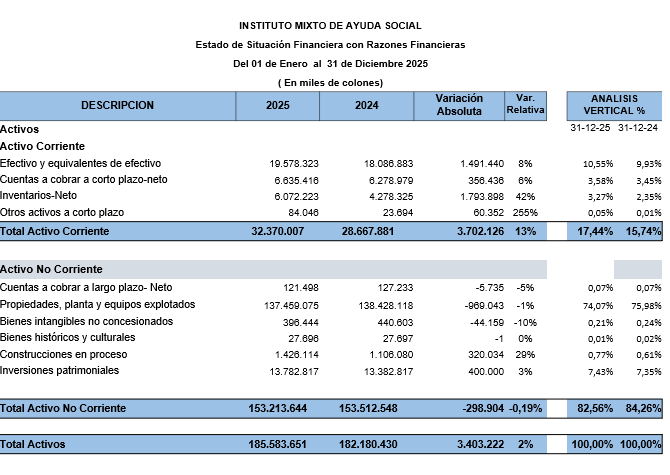 INSTITUTO MIXTO DE AYUDA SOCIAL
Estado de Situación Financiera con Razones Financieras
Del 01 de Enero al 31 de Diciembre 2025
( En miles de colones)
DESCRIPCION 2025 2024 Variación Absoluta Var. Relativa ANALISIS VERTICAL %
Activos 31-12-25 31-12-24
Activo Corriente
Efectivo y equivalentes de efectivo 19.578.323 18.086.883 1.491.440 8% 10,55% 9,93%
Cuentas a cobrar a corto plazo-neto 6.635.416 6.278.979 356.436 6% 3,58% 3,45%
Inventarios-Neto 6.072.223 4.278.325 1.793.898 42% 3,27% 2,35%
Otros activos a corto plazo 84.046 23.694 60.352 255% 0,05% 0,01%
Total Activo Corriente 32.370.007 28.667.881 3.702.126 13% 17,44% 15,74%
Activo No Corriente
Cuentas a cobrar a largo plazo- Neto 121.498 127.233 -5.735 -5% 0,07% 0,07%
Propiedades, planta y equipos explotados 137.459.075 138.428.118 -969.043 -1% 74,07% 75,98%
Bienes intangibles no concesionados 396.444 440.603 -44.159 -10% 0,21% 0,24%
Bienes históricos y culturales 27.696 27.697 -1 0% 0,01% 0,02%
Construcciones en proceso 1.426.114 1.106.080 320.034 29% 0,77% 0,61%
Inversiones patrimoniales 13.782.817 13.382.817 400.000 3% 7,43% 7,35%
Total Activo No Corriente 153.213.644 153.512.548 -298.904 -0,19% 82,56% 84,26%
Total Activos 185.583.651 182.180.430 3.403.222 2% 100,00% 100,00%